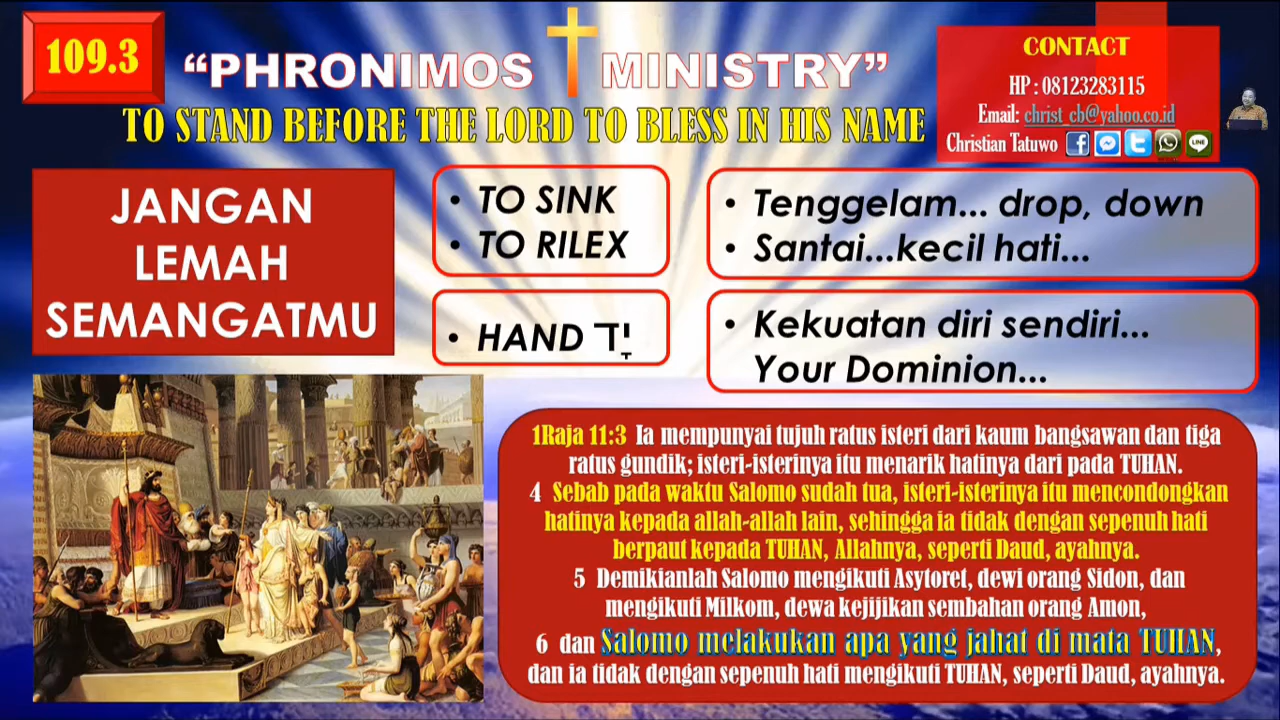 109.3
“PHRONIMOS MINISTRY”
TO STAND BEFORE THE LORD TO BLESS IN HIS NAME
CONTACT
HP : 08123283115
Email: christ_cb@yahoo.co.id
Christian Tatuwo
JANGAN
LEMAH
SEMANGATMU
• TO SINK
• TO RILEX
• Tenggelam... drop, down
• Santai...kecil hati...
• HAND
• Kekuatan diri sendiri...
Your Dominion...
1Raja 11:3 Ia mempunyai tujuh ratus isteri dari kaum bangsawan dan tiga
ratus gundik; isteri-isterinya itu menarik hatinya dari pada TUHAN.
4 Sebab pada waktu Salomo sudah tua, isteri-isterinya itu mencondongkan
hatinya kepada allah-allah lain, sehingga ia tidak dengan sepenuh hati
berpaut kepada TUHAN, Allahnya, seperti Daud, ayahnya.
5 Demikianlah Salomo mengikuti Asytoret, dewi orang Sidon, dan
mengikuti Milkom, dewa kejijikan sembahan orang Amon,
6 dan Salomo melakukan apa yang jahat di mata TUHAN,
dan ia tidak dengan sepenuh hati mengikuti TUHAN, seperti Daud, ayahnya.